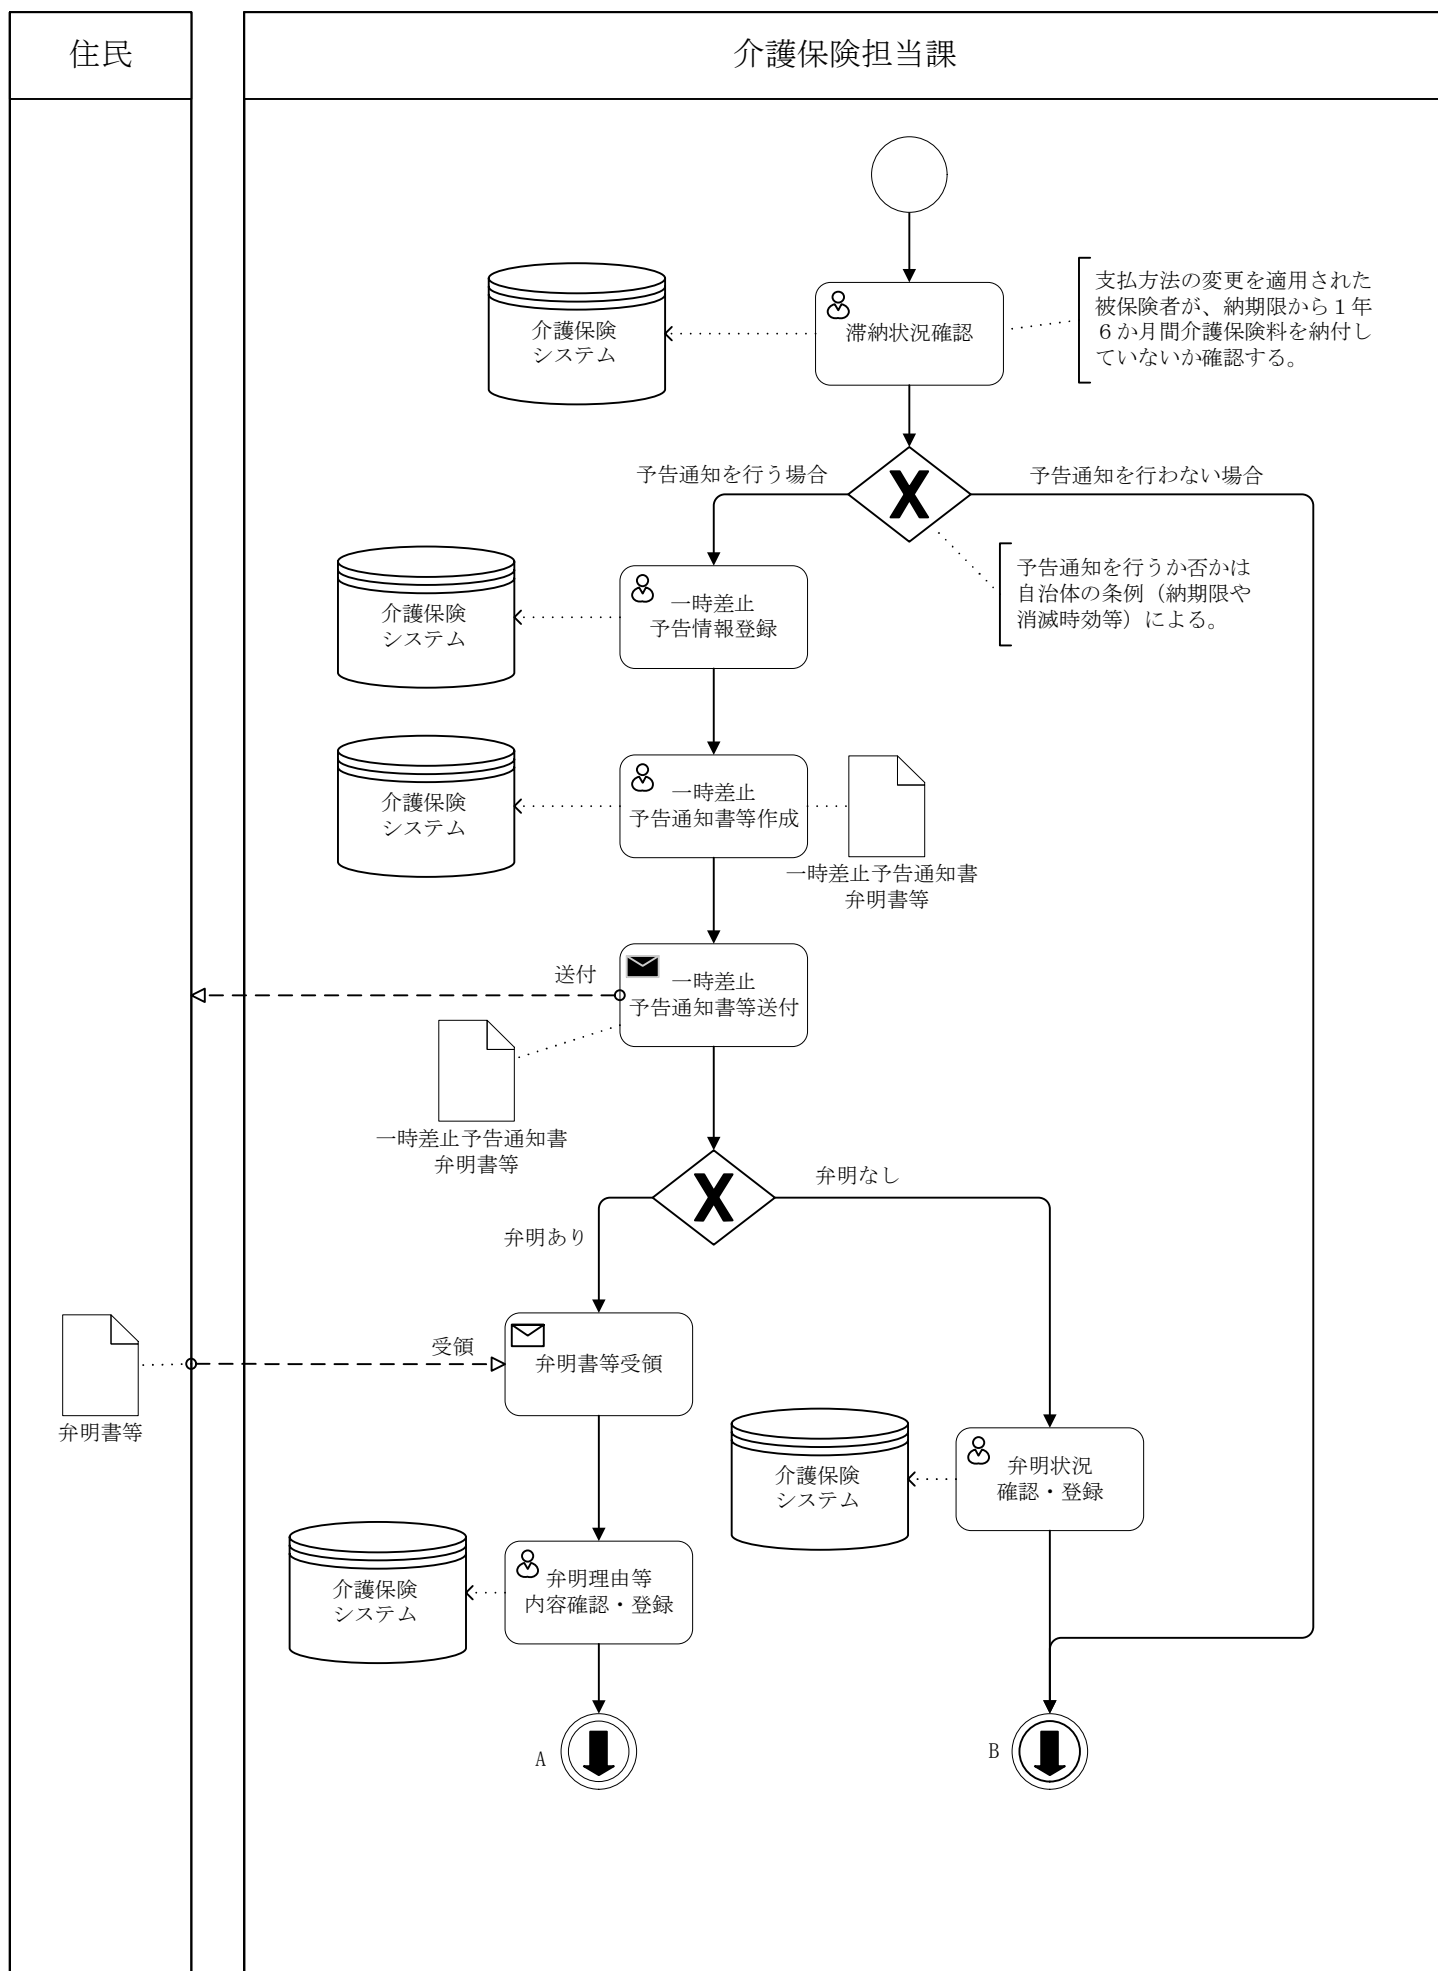 住民
介護保険担当課
介護保険
システム
滞納状況確認
支払方法の変更を適用された
被保険者が、納期限から１年
６か月間介護保険料を納付し
ていないか確認する。
予告通知を行う場合
予告通知を行わない場合
X
予告通知を行うか否かは
自治体の条例（納期限や
消滅時効等）による。
介護保険
システム
一時差止
予告情報登録
介護保険
システム
一時差止
予告通知書等作成
一時差止予告通知書
弁明書等
送付
一時差止
予告通知書等送付
一時差止予告通知書
弁明書等
弁明なし
X
弁明あり
弁明書等
受領
弁明書等受領
介護保険
システム
弁明状況
確認・登録
介護保険
システム
弁明理由等
内容確認・登録
A
B